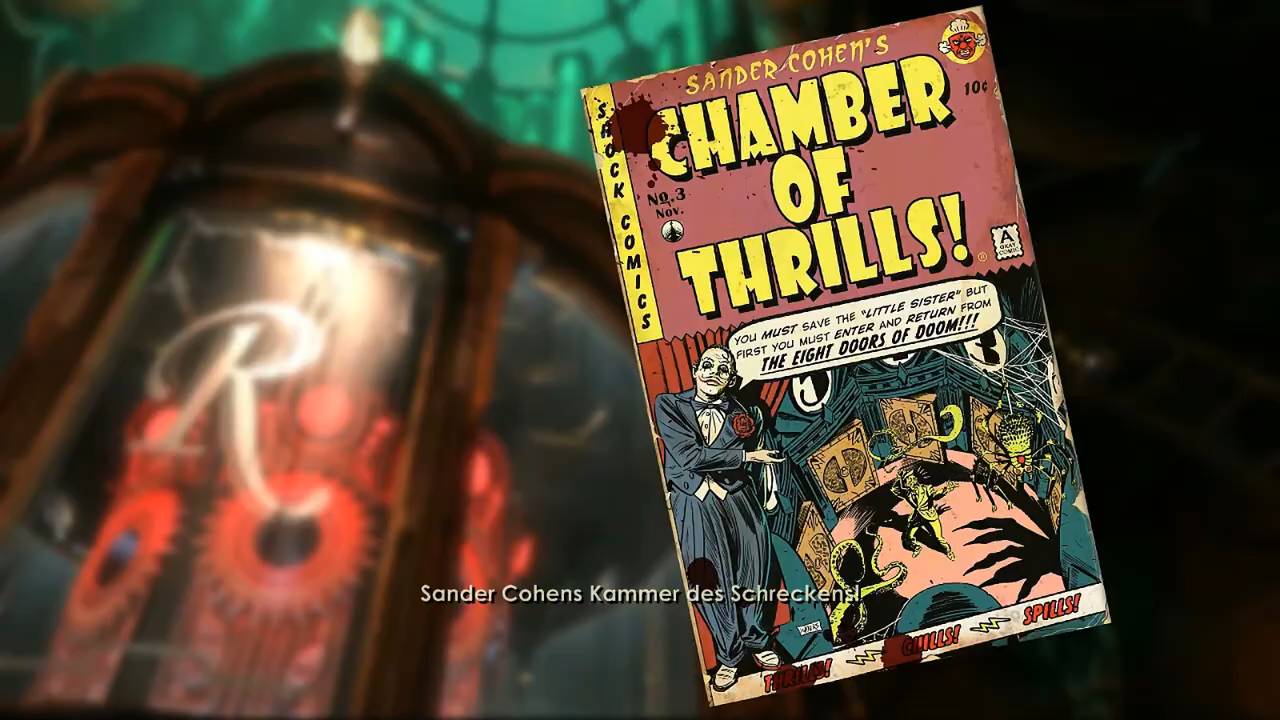 SANDER COHEN'S
CHAMBER
OF
THRILLS!
10¢
SHOCK COMICS
No. 3
Nov.
A
OKAY
COMIC
®
YOU MUST SAVE THE "LITTLE SISTER" BUT
FIRST YOU MUST ENTER AND RETURN FROM
THE EIGHT DOORS OF DOOM!!!
R
Sander Cohens Kammer des Schreckens!
THRILLS! CHILLS! SPILLS!